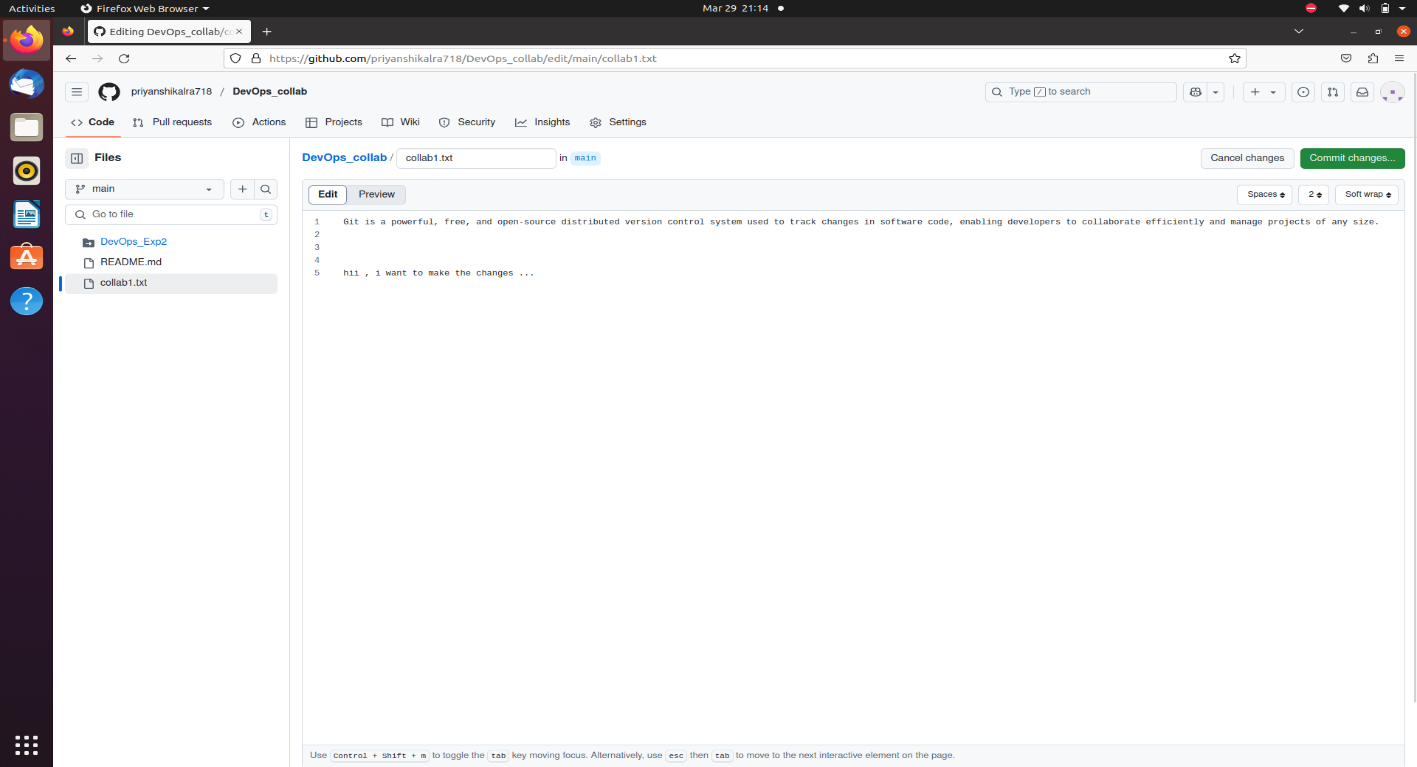 Activities Firefox Web Browser Mar 29 21:14
Editing DevOps_collab/co
https://github.com/priyanshikalra718/DevOps_collab/edit/main/collab1.txt
priyanshikalra718 / DevOps_collab Type / to search
Code Pull requests Actions Projects Wiki Security Insights Settings
Files DevOps_collab / collab1.txt in main Cancel changes Commit changes...
main Edit Preview Spaces 2 Soft wrap
Go to file t
1 Git is a powerful, free, and open-source distributed version control system used to track changes in software code, enabling developers to collaborate efficiently and manage projects of any size.
2
3
4
5 hii , i want to make the changes ...
DevOps_Exp2
README.md
collab1.txt
Use Control + Shift + m to toggle the tab key moving focus. Alternatively, use esc then tab to move to the next interactive element on the page.